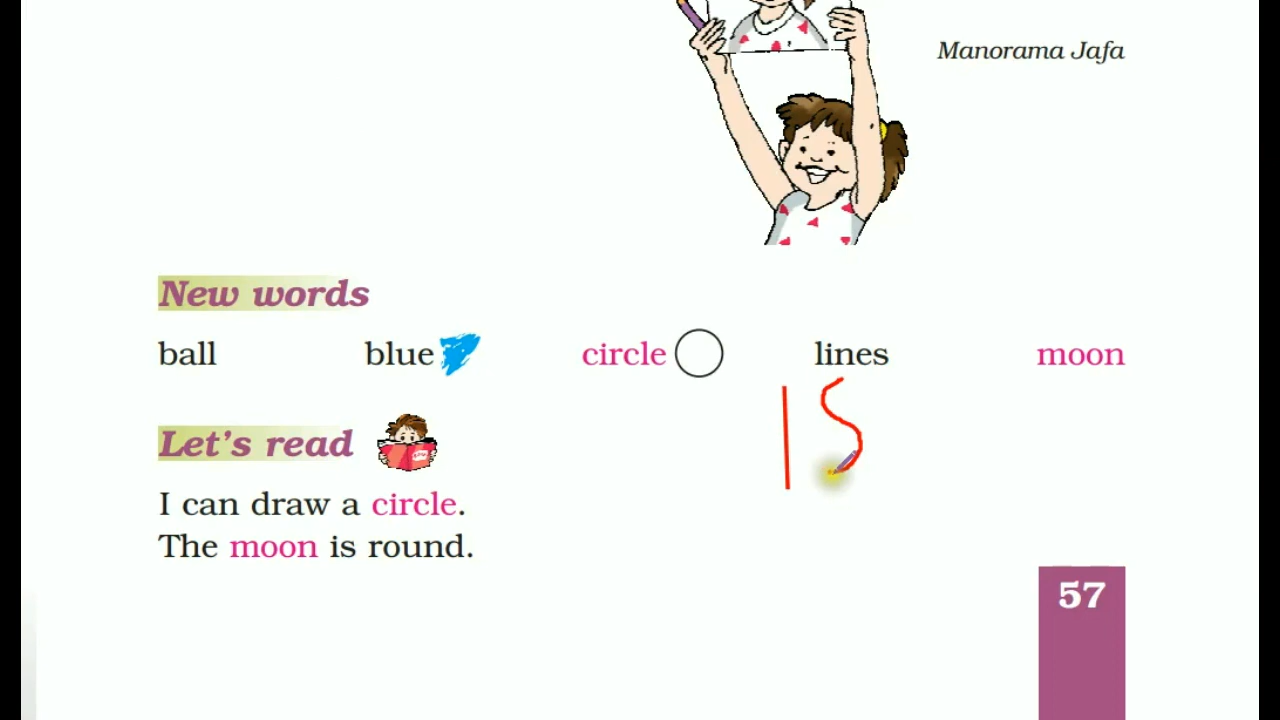 Manorama Jafa
New words
ball blue circle lines moon
Let's read
I can draw a circle.
The moon is round.
57